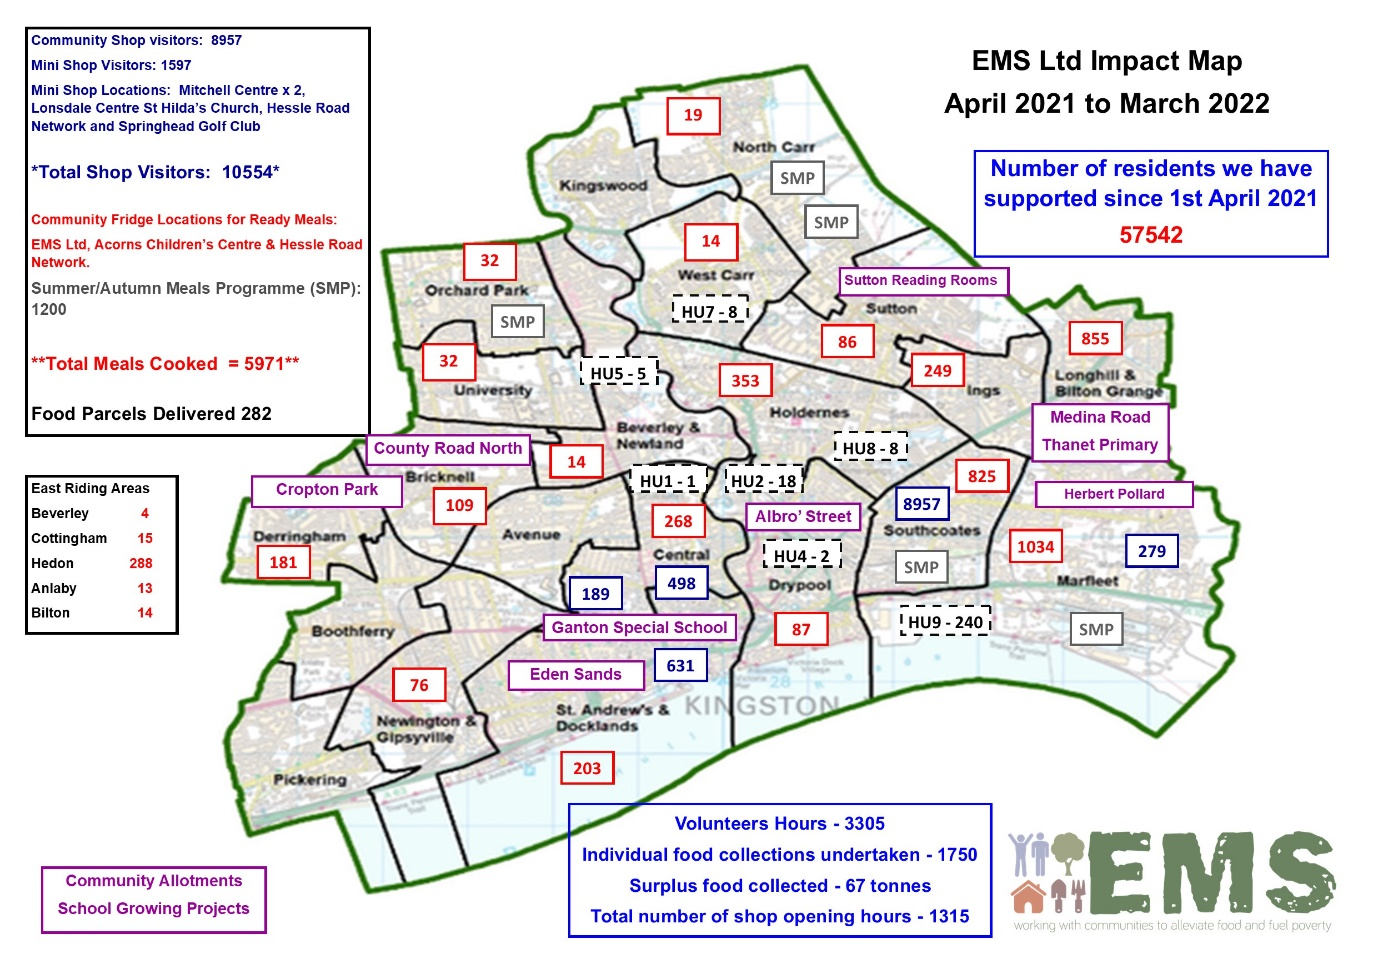 Community Shop visitors:  8957
Mini Shop Visitors: 1597
Mini Shop Locations:  Mitchell Centre x 2,
Lonsdale Centre St Hilda's Church, Hessle Road
Network and Springhead Golf Club
*Total Shop Visitors:  10554*
Community Fridge Locations for Ready Meals:
EMS Ltd, Acorns Children's Centre & Hessle Road
Network.
Summer/Autumn Meals Programme (SMP):
1200
**Total Meals Cooked  = 5971**
Food Parcels Delivered 282
EMS Ltd Impact Map
April 2021 to March 2022
Number of residents we have
supported since 1st April 2021
57542
East Riding Areas
Beverley 4
Cottingham 15
Hedon 288
Anlaby 13
Bilton 14
19
North Carr
SMP
Kingswood
SMP
14
West Carr
HU7 - 8
32
Orchard Park
SMP
Sutton Reading Rooms
Sutton
86
855
Longhill &
Bilton Grange
32
University
HU5 - 5
353
249
Ings
Holdernes
Medina Road
Thanet Primary
Beverley &
Newland
County Road North
HU8 - 8
14
Bricknell
HU1 - 1
HU2 - 18
825
Cropton Park
Herbert Pollard
109
8957
268
Albro' Street
Derringham
Avenue
Southcoates
181
Central
HU4 - 2
1034
279
SMP
Drypool
Marfleet
189
498
HU9 - 240
SMP
Boothferry
Ganton Special School
87
631
Eden Sands
76
Victoria Dock
Village
28
KINGSTON
St. Andrew's &
Docklands
Newington &
Gipsyville
203
Pickering
Volunteers Hours - 3305
Individual food collections undertaken - 1750
Surplus food collected - 67 tonnes
Total number of shop opening hours - 1315
Community Allotments
School Growing Projects
EMS
working with communities to alleviate food and fuel poverty